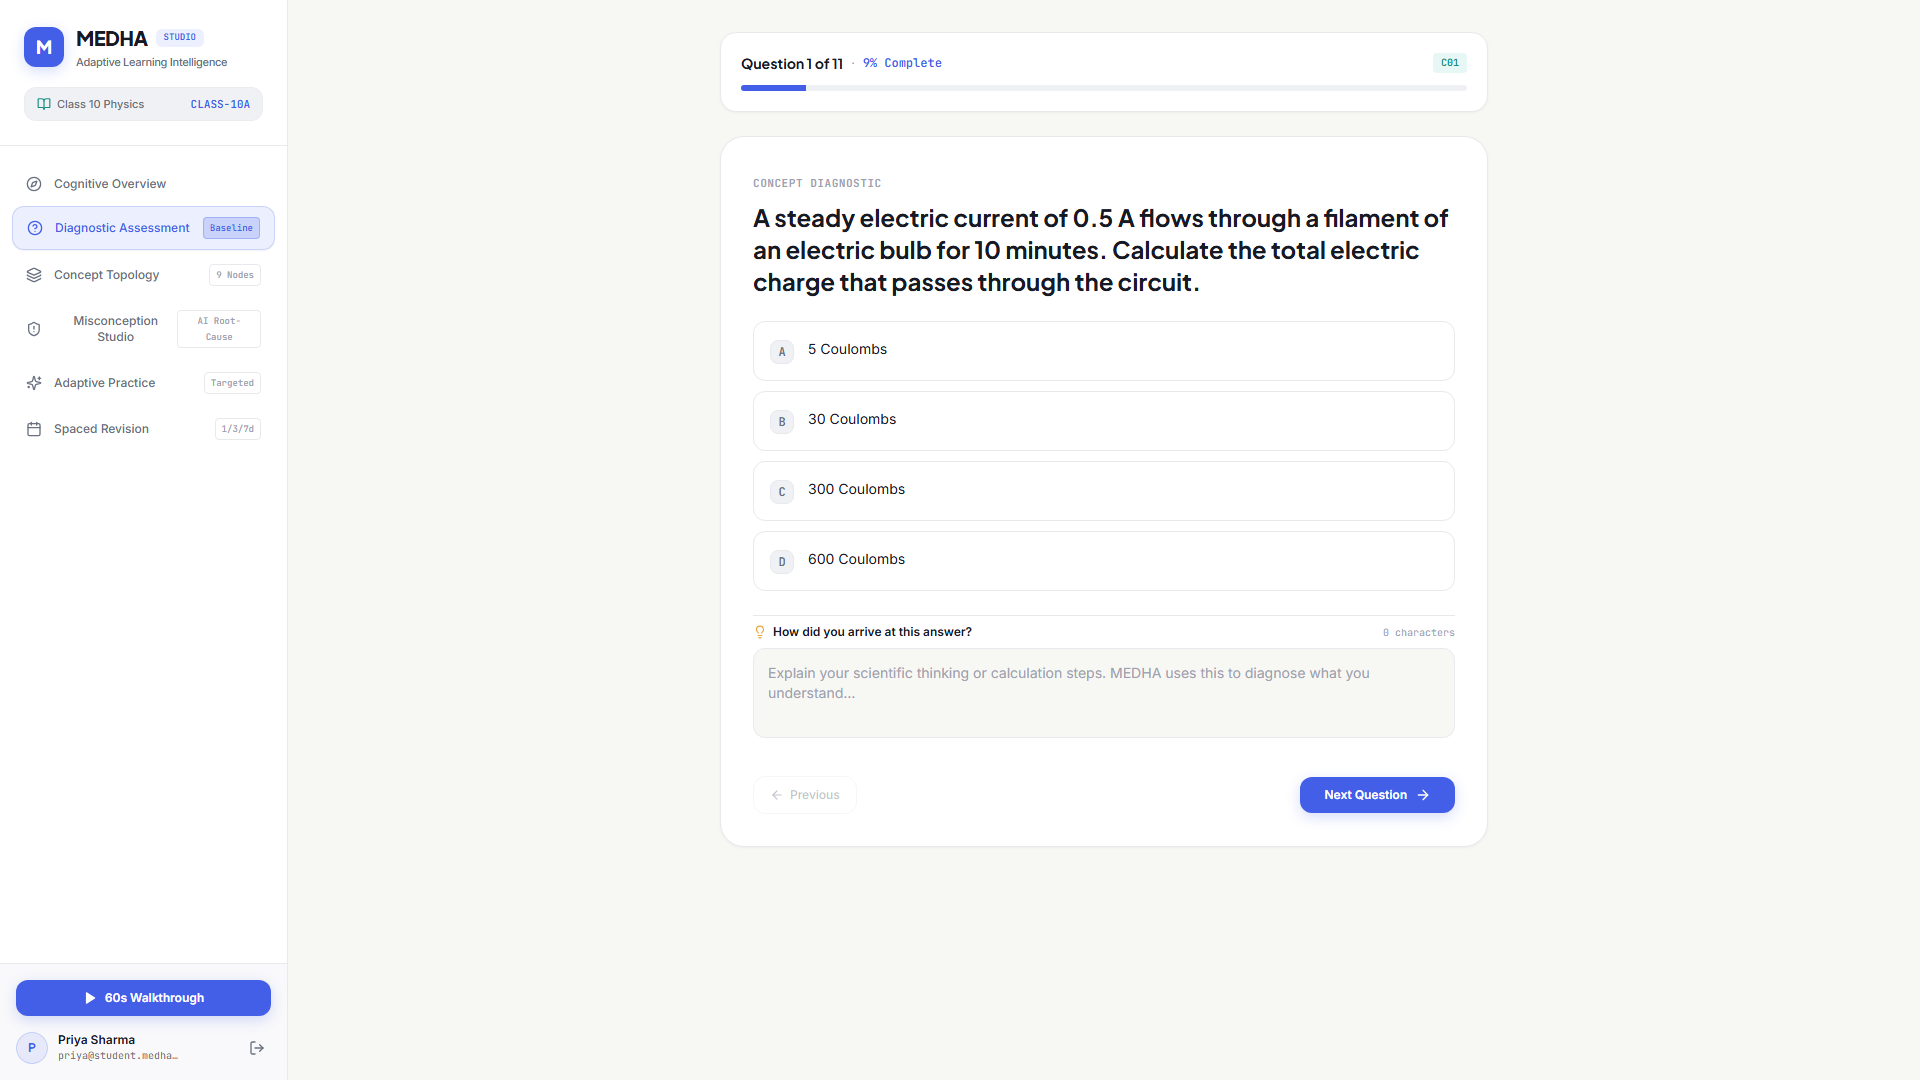 M
MEDHA STUDIO
Adaptive Learning Intelligence
Class 10 Physics CLASS-10A
Cognitive Overview
Diagnostic Assessment Baseline
Concept Topology 9 Nodes
Misconception
Studio
AI Root-
Cause
Adaptive Practice Targeted
Spaced Revision 1/3/7d
60s Walkthrough
P
Priya Sharma
priya@student.medha…
Question 1 of 11 · 9% Complete
C01
CONCEPT DIAGNOSTIC
A steady electric current of 0.5 A flows through a filament of
an electric bulb for 10 minutes. Calculate the total electric
charge that passes through the circuit.
A 5 Coulombs
B 30 Coulombs
C 300 Coulombs
D 600 Coulombs
How did you arrive at this answer? 0 characters
Explain your scientific thinking or calculation steps. MEDHA uses this to diagnose what you
understand...
Previous
Next Question